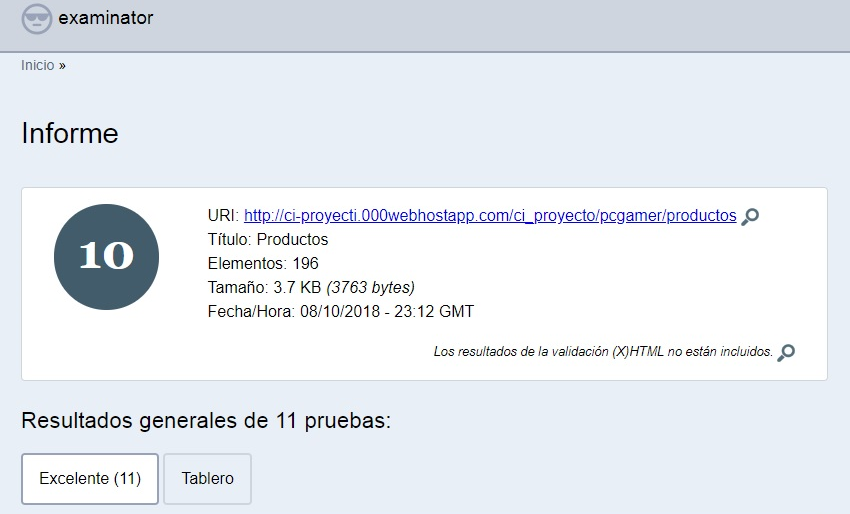 examinator
Inicio »
Informe
10
URI: http://ci-proyecti.000webhostapp.com/ci_proyecto/pcgamer/productos
Título: Productos
Elementos: 196
Tamaño: 3.7 KB (3763 bytes)
Fecha/Hora: 08/10/2018 - 23:12 GMT
Los resultados de la validación (X)HTML no están incluidos.
Resultados generales de 11 pruebas:
Excelente (11) Tablero